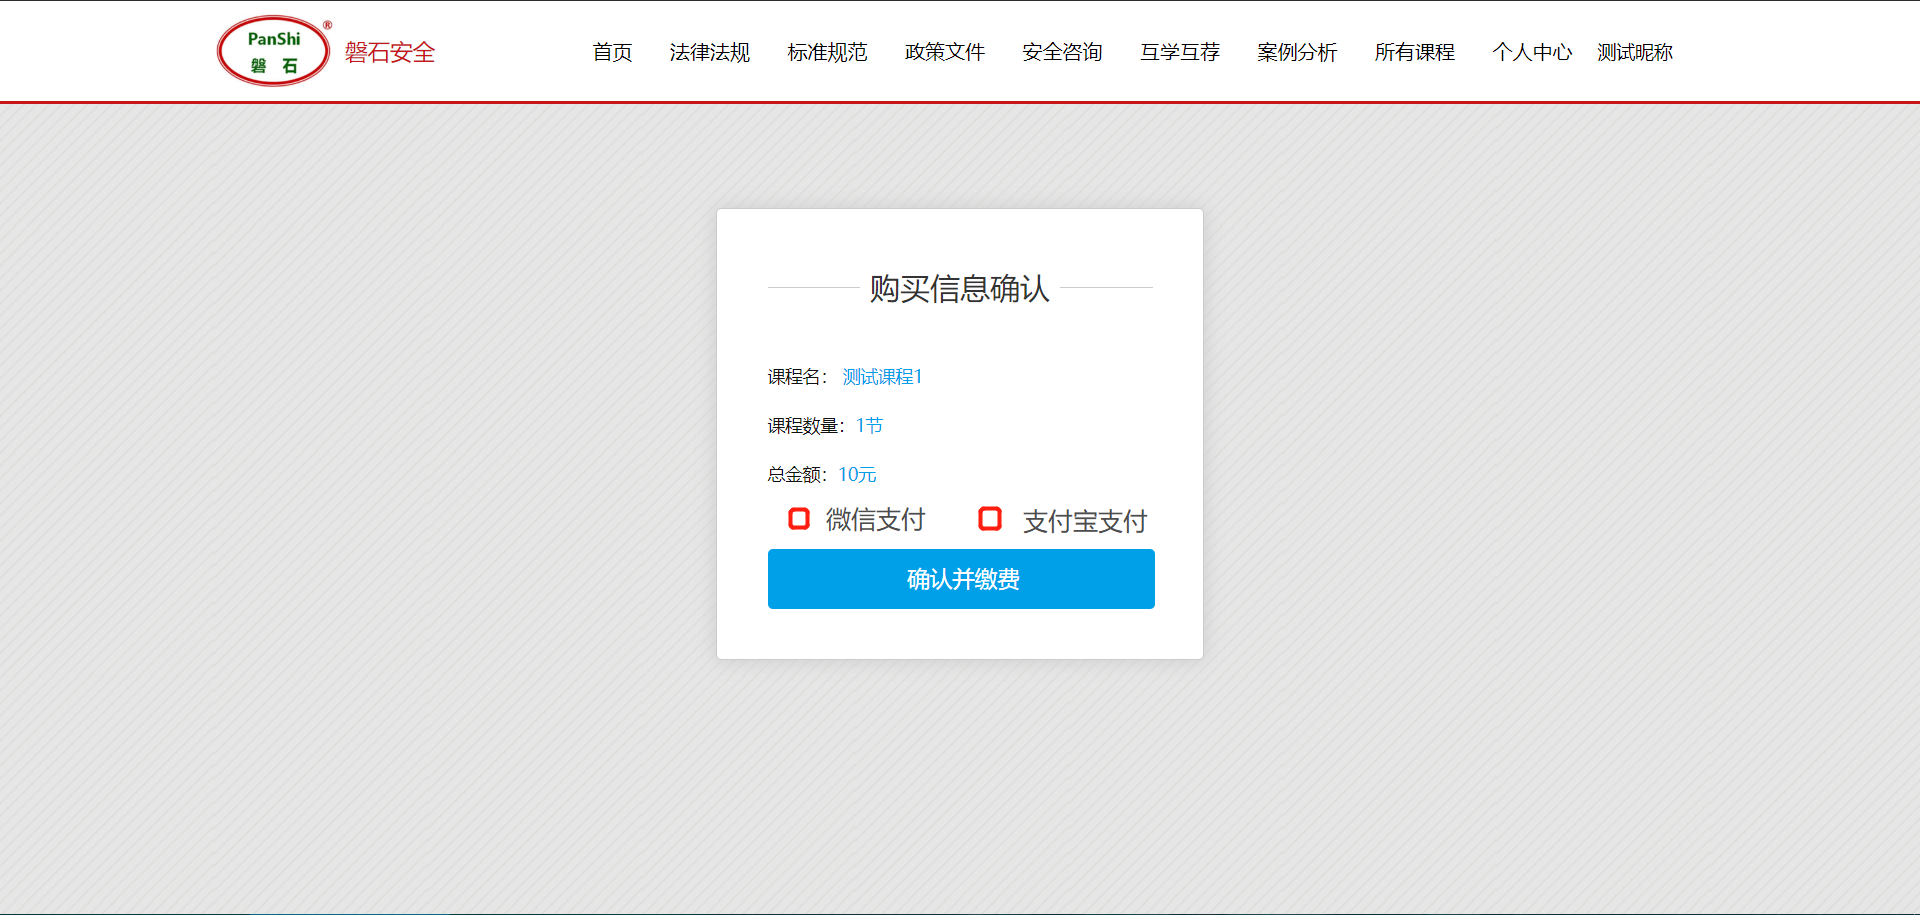 PanShi
®
磐 石
磐石安全
首页 法律法规 标准规范 政策文件 安全咨询 互学互荐 案例分析 所有课程 个人中心 测试昵称
购买信息确认
课程名： 测试课程1
课程数量：1节
总金额：10元
微信支付 支付宝支付
确认并缴费